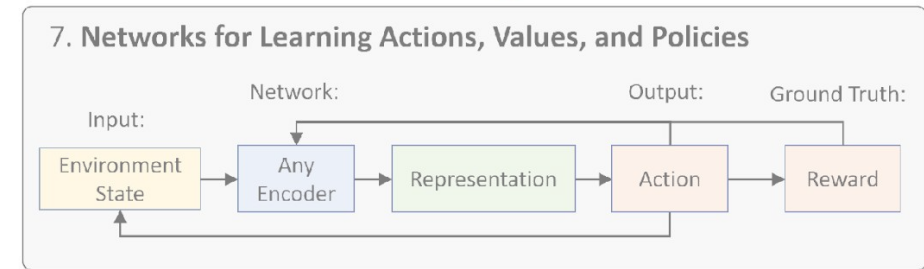 7. Networks for Learning Actions, Values, and Policies
Network:
Output:
Ground Truth:
Input:
Environment
State
Any
Encoder
Representation
Action
Reward